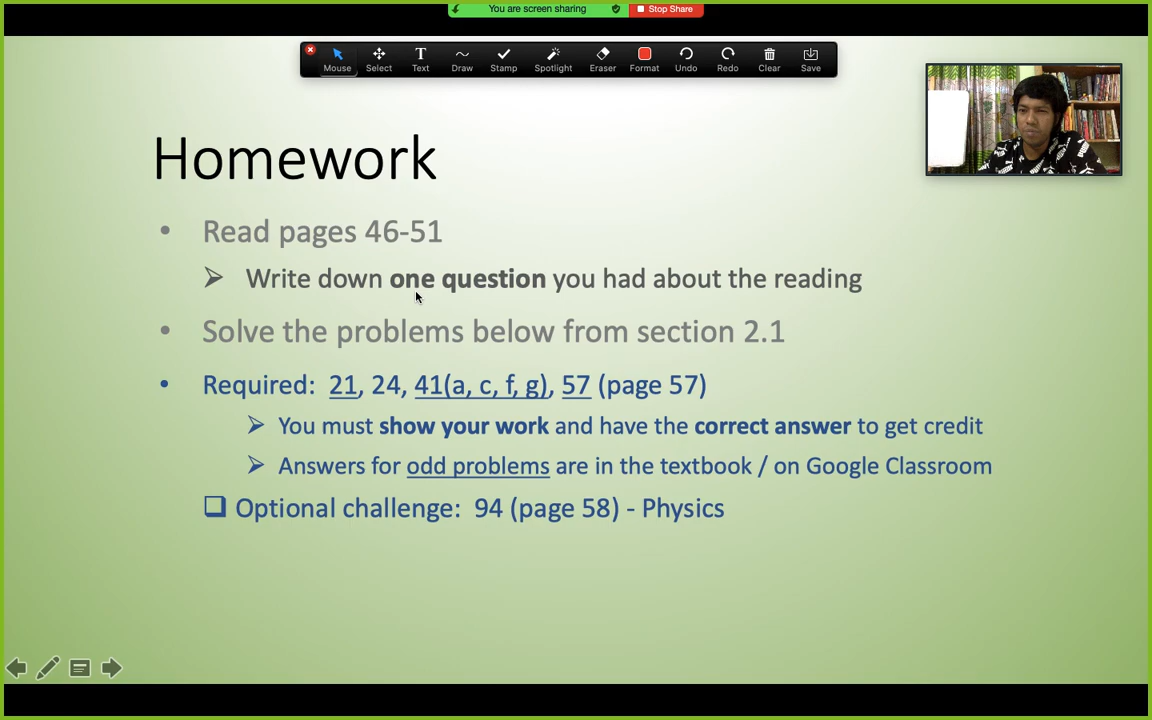 You are screen sharing
Stop Share
Mouse Select Text Draw Stamp Spotlight Eraser Format Undo Redo Clear Save
Homework
• Read pages 46-51
➢ Write down one question you had about the reading
• Solve the problems below from section 2.1
• Required: 21, 24, 41(a, c, f, g), 57 (page 57)
➢ You must show your work and have the correct answer to get credit
➢ Answers for odd problems are in the textbook / on Google Classroom
❑ Optional challenge: 94 (page 58) - Physics